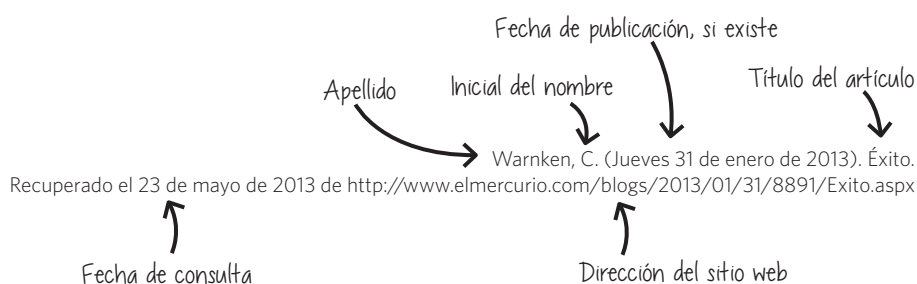 Fecha de publicación, si existe
Apellido
Inicial del nombre
Título del artículo
Warnken, C. (Jueves 31 de enero de 2013). Éxito.
Recuperado el 23 de mayo de 2013 de http://www.elmercurio.com/blogs/2013/01/31/8891/Exito.aspx
Fecha de consulta
Dirección del sitio web